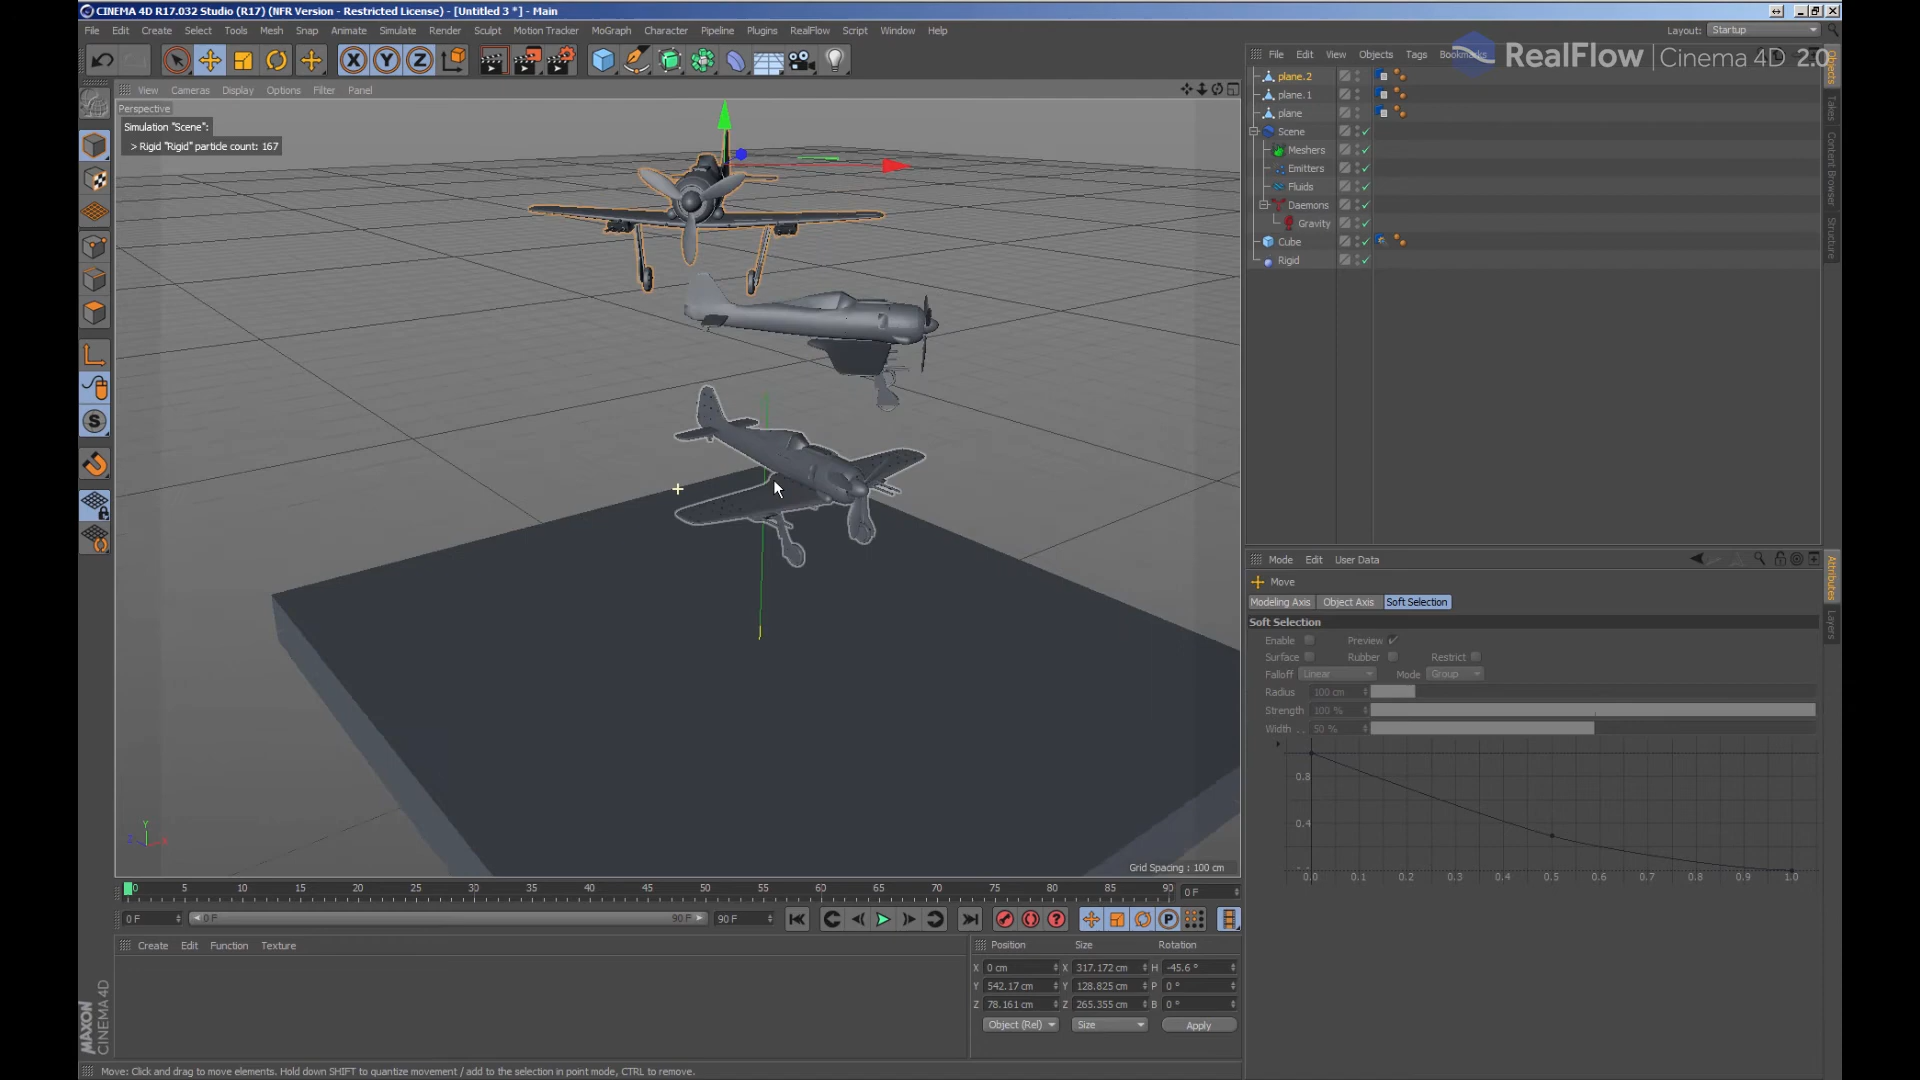 CINEMA 4D R17.032 Studio (R17) (NFR Version - Restricted License) - [Untitled 3 *] - Main
File Edit Create Select Tools Mesh Snap Animate Simulate Render Sculpt Motion Tracker MoGraph Character Pipeline Plugins RealFlow Script Window Help
Layout: Startup
X Y Z
File Edit View Objects Tags Bookmarks
RealFlow | Cinema 4D 2.0
View Cameras Display Options Filter Panel
Perspective
Simulation "Scene":
> Rigid "Rigid" particle count: 167
plane.2
plane.1
plane
Scene
Meshers
Emitters
Fluids
Daemons
Gravity
Cube
Rigid
Objects
Takes
Content Browser
Structure
Mode Edit User Data
Move
Modeling Axis Object Axis Soft Selection
Soft Selection
Enable Preview
Surface Rubber Restrict
Falloff Linear Mode Group
Radius 100 cm
Strength 100 %
Width . . 50 %
0.8
0.4
0.0 0.1 0.2 0.3 0.4 0.5 0.6 0.7 0.8 0.9 1.0
Attributes
Layers
S
Y
Z X
Grid Spacing : 100 cm
0 5 10 15 20 25 30 35 40 45 50 55 60 65 70 75 80 85 90 0 F
0 F 0 F 90 F 90 F
P
Create Edit Function Texture
Position Size Rotation
X 0 cm X 317.172 cm H -45.6 °
Y 542.17 cm Y 128.825 cm P 0 °
Z 78.161 cm Z 265.355 cm B 0 °
Object (Rel) Size Apply
MAXON
CINEMA 4D
Move: Click and drag to move elements. Hold down SHIFT to quantize movement / add to the selection in point mode, CTRL to remove.